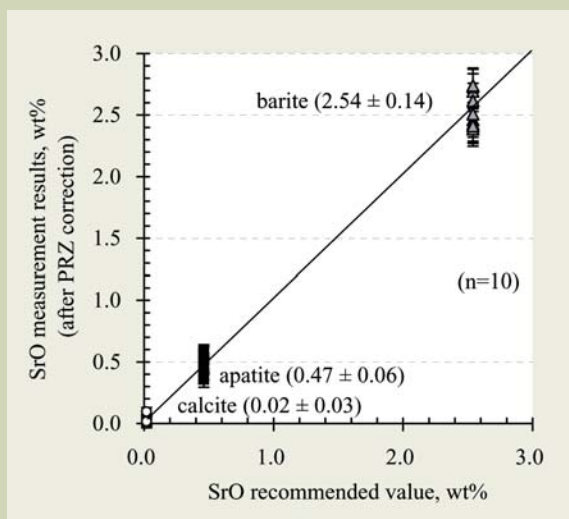 SrO measurement results, wt%
(after PRZ correction)
3.0
2.5
2.0
1.5
1.0
0.5
0.0
barite (2.54 ± 0.14)
(n=10)
apatite (0.47 ± 0.06)
calcite (0.02 ± 0.03)
0.0 1.0 2.0 3.0
SrO recommended value, wt%